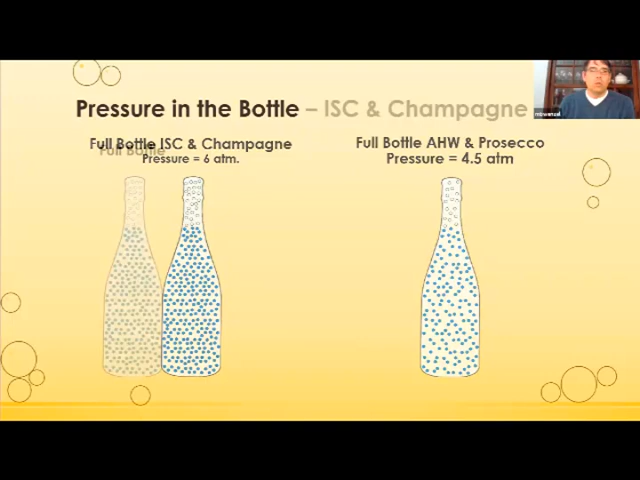 Pressure in the Bottle – ISC & Champagne
Full Bottle ISC & Champagne
Full Bottle
Pressure = 6 atm.
Full Bottle AHW & Prosecco
Pressure = 4.5 atm